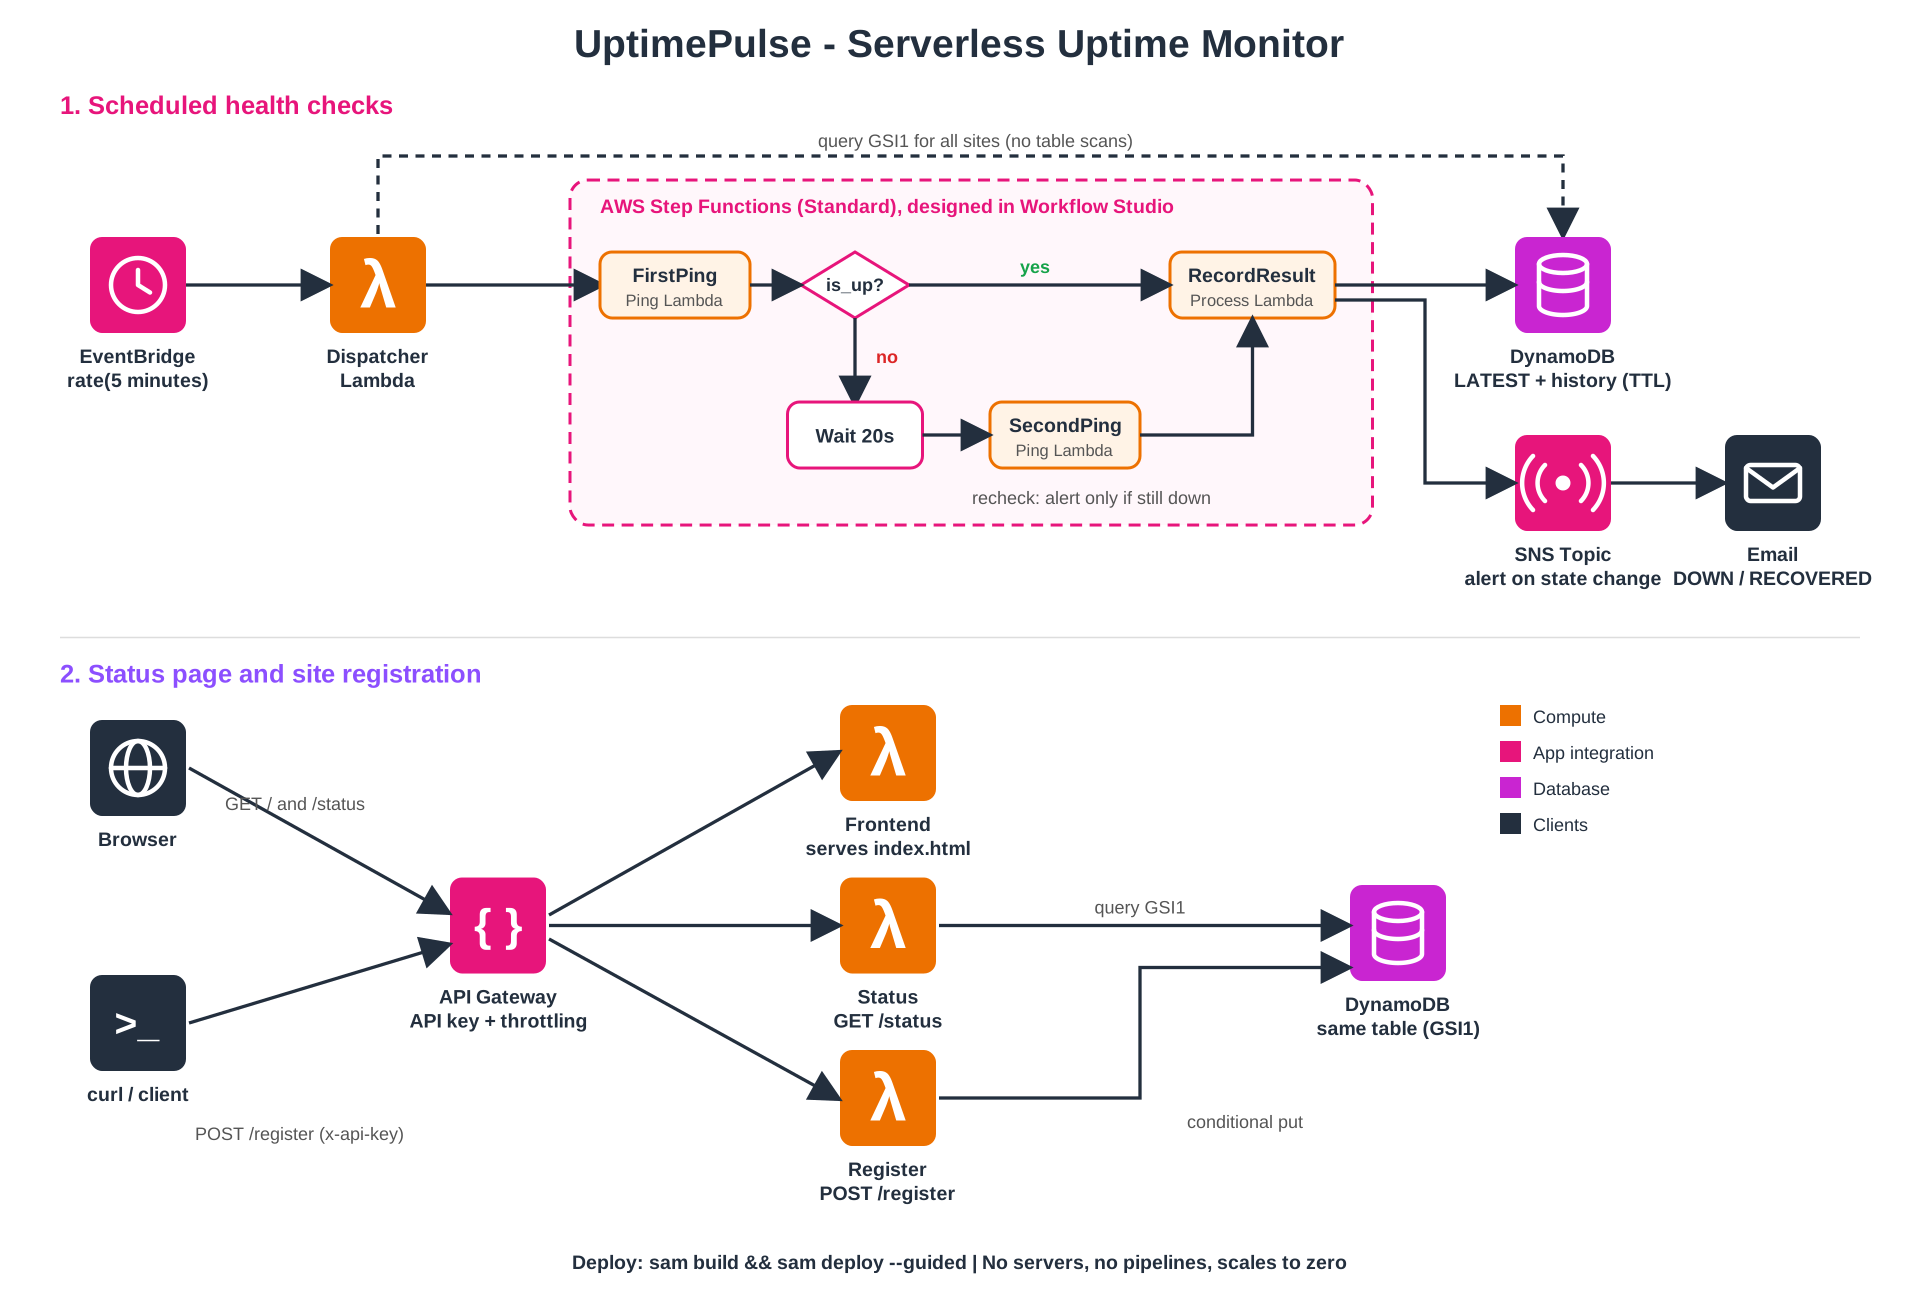 UptimePulse - Serverless Uptime Monitor
1. Scheduled health checks
query GSI1 for all sites (no table scans)
AWS Step Functions (Standard), designed in Workflow Studio
FirstPing
Ping Lambda
is_up?
yes
RecordResult
Process Lambda
no
Wait 20s
SecondPing
Ping Lambda
recheck: alert only if still down
λ
EventBridge
rate(5 minutes)
Dispatcher
Lambda
DynamoDB
LATEST + history (TTL)
SNS Topic
alert on state change
Email
DOWN / RECOVERED
2. Status page and site registration
Browser
GET / and /status
>_
curl / client
POST /register (x-api-key)
{ }
API Gateway
API key + throttling
λ
Frontend
serves index.html
λ
Status
GET /status
λ
Register
POST /register
query GSI1
conditional put
DynamoDB
same table (GSI1)
Compute
App integration
Database
Clients
Deploy: sam build && sam deploy --guided | No servers, no pipelines, scales to zero